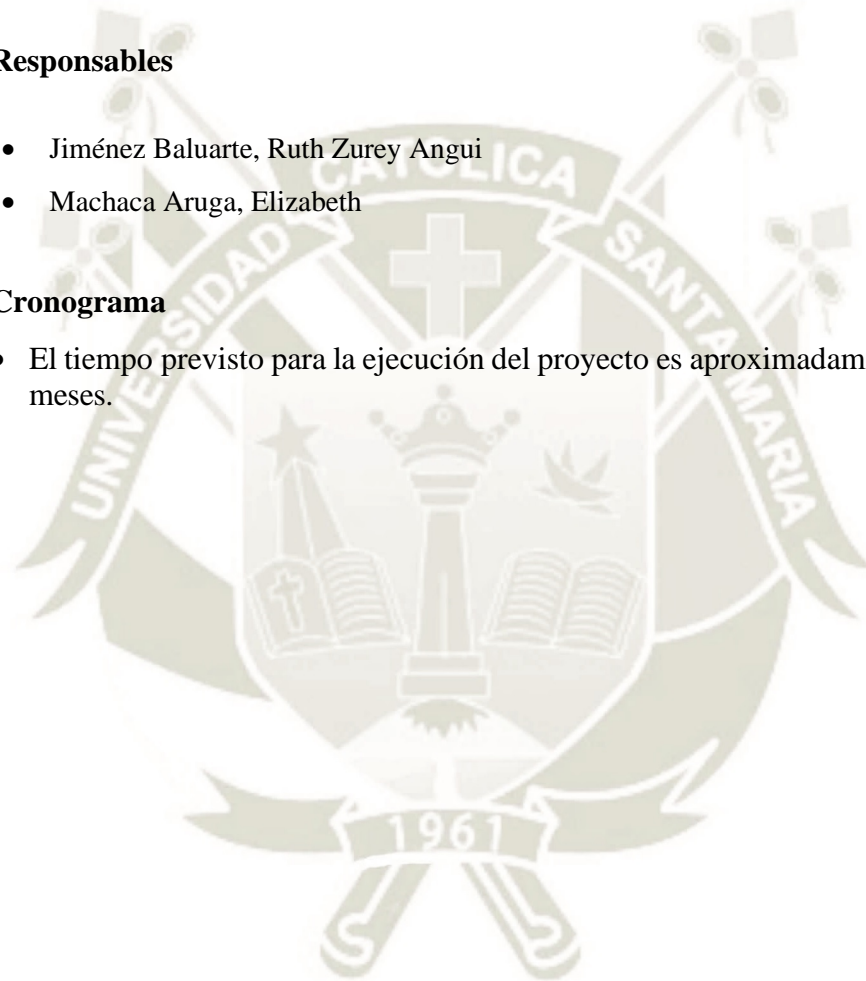 Responsables
• Jiménez Baluarte, Ruth Zurey Angui
• Machaca Aruga, Elizabeth
Cronograma
• El tiempo previsto para la ejecución del proyecto es aproximadam
meses.
UNIVERSIDAD CATOLICA SANTA MARIA
1961